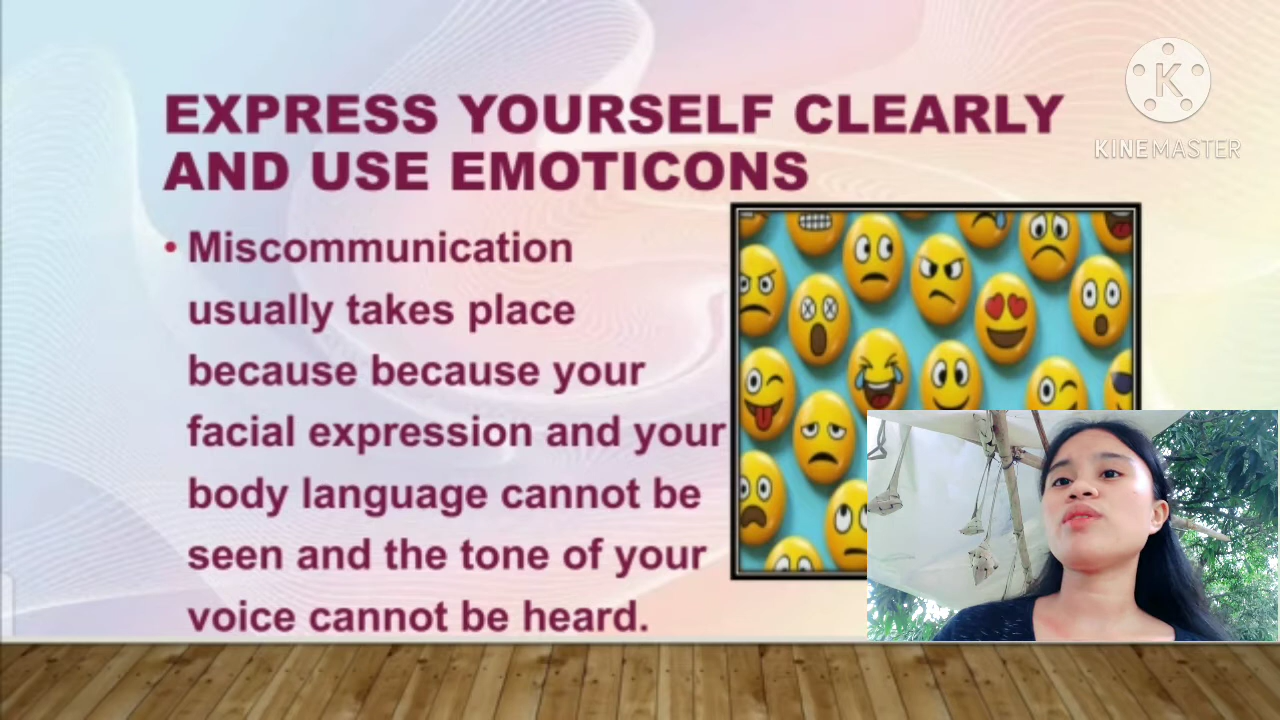 EXPRESS YOURSELF CLEARLY
AND USE EMOTICONS
• Miscommunication
usually takes place
because because your
facial expression and your
body language cannot be
seen and the tone of your
voice cannot be heard.
K
KINEMASTER